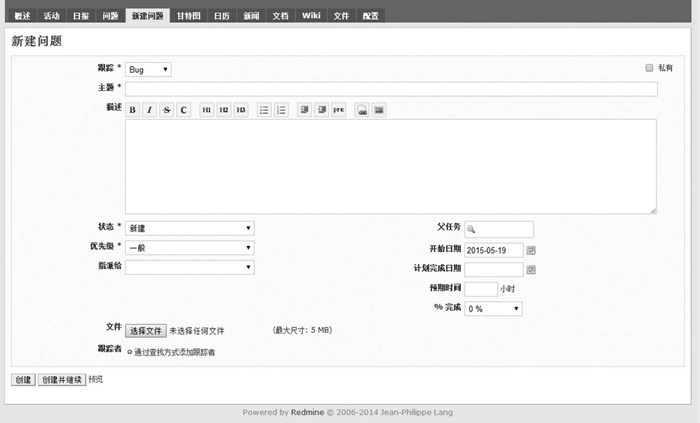 概述 活动 日报 问题 新建问题 甘特图 日历 新闻 文档 Wiki 文件 配置
新建问题
跟踪 * Bug 私有
主题 *
描述 B I S C H1 H2 H3 pre
状态 * 新建 父任务
优先级 * 一般 开始日期 2015-05-19
指派给 计划完成日期
预期时间 小时
% 完成 0 %
文件 选择文件 未选择任何文件 (最大尺寸: 5 MB)
跟踪者 通过查找方式添加跟踪者
创建 创建并继续 预览
Powered by Redmine © 2006-2014 Jean-Philippe Lang